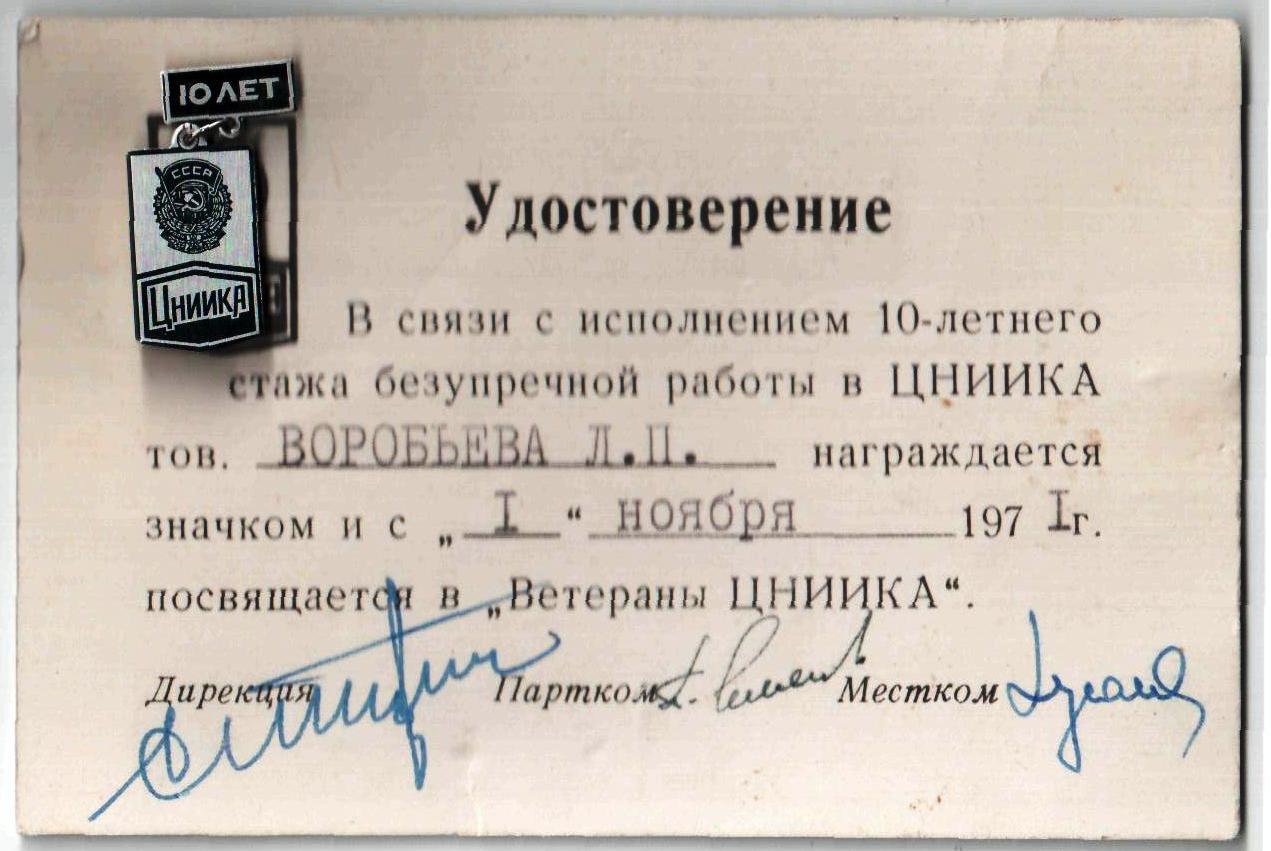 10 ЛЕТ
СССР
ЦНИИКА
Удостоверение
В связи с исполнением 10-летнего
стажа безупречной работы в ЦНИИКА
тов. ВОРОБЬЕВА Л.П. награждается
значком и с „ I “ ноября 197 Iг.
посвящается в „Ветераны ЦНИИКА“.
Дирекция Партком Местком